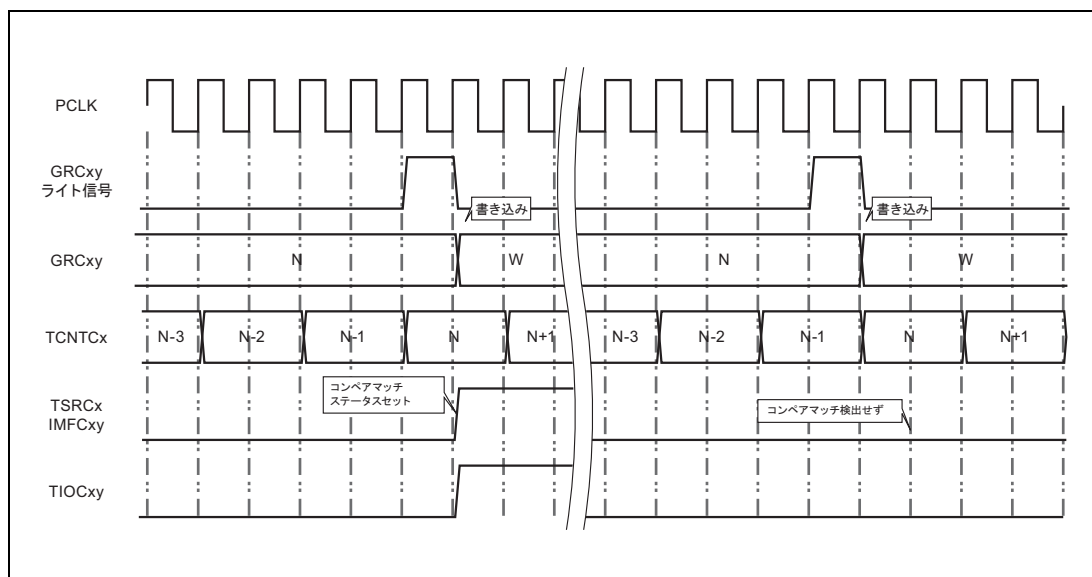 PCLK
GRCxy
ライト信号
書き込み
書き込み
GRCxy
N
W
N
W
TCNTCx
N-3
N-2
N-1
N
N+1
N-3
N-2
N-1
N
N+1
コンペアマッチ
ステータスセット
コンペアマッチ検出せず
TSRCx
IMFCxy
TIOCxy